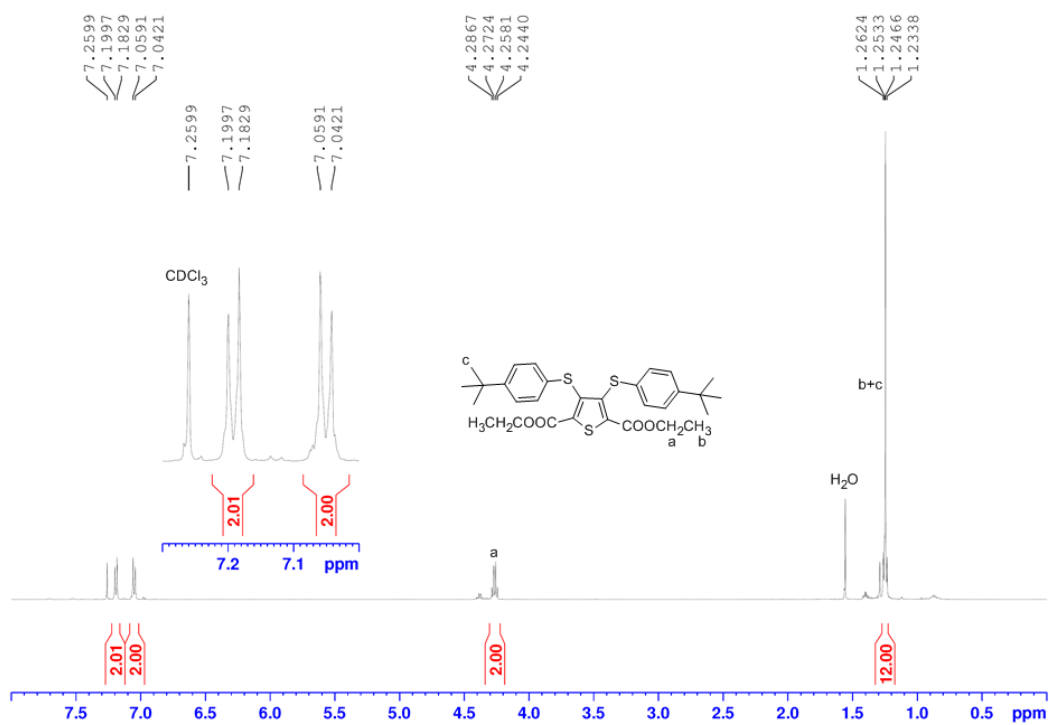 7.2599
7.1997
7.1829
7.0591
7.0421
4.2867
4.2724
4.2581
4.2440
1.2624
1.2533
1.2466
1.2338
7.2599
7.1997
7.1829
7.0591
7.0421
CDCl3
2.01
2.00
7.2 7.1 ppm
c
S S
H3CH2COOC S COOCH2CH3
a b
b+c
H2O
a
2.01 2.00 2.00 12.00
7.5 7.0 6.5 6.0 5.5 5.0 4.5 4.0 3.5 3.0 2.5 2.0 1.5 1.0 0.5 ppm